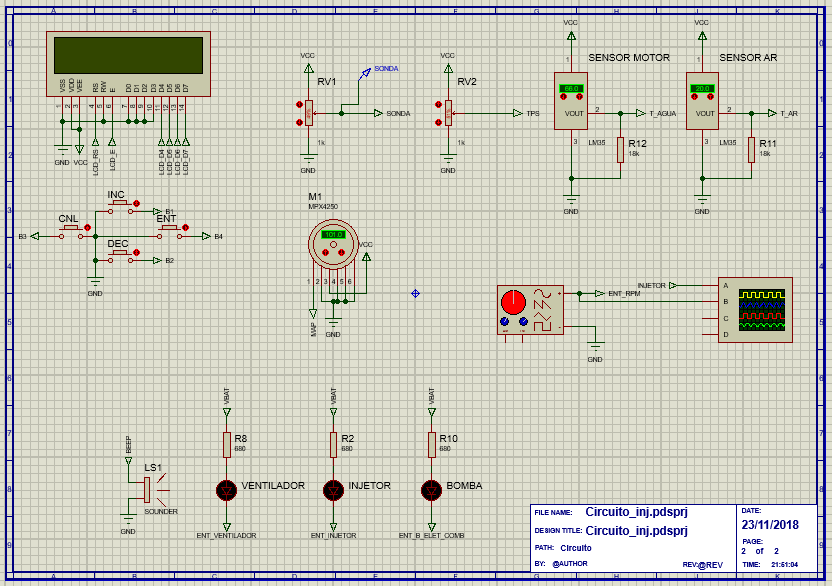 A B C D E F G H J K
0
1
2
3
4
5
6
7
8
9
VSS VDD VEE RS RW E D0 D1 D2 D3 D4 D5 D6 D7
1 2 3 4 5 6 7 8 9 10 11 12 13 14
GND
VCC
LCD_RS
LCD_E
LCD_D4
LCD_D5
LCD_D6
LCD_D7
VCC
RV1
SONDA
SONDA
1k
GND
VCC
RV2
TPS
1k
GND
VCC
SENSOR MOTOR
1
VOUT 2
T_AGUA
3
LM35
R12
18k
GND
VCC
SENSOR AR
1
VOUT 2
T_AR
3
LM35
R11
18k
GND
INC
B1
CNL
B3
ENT
B4
DEC
B2
GND
M1
MPX4250
VCC
1 2 3 4 5 6
MAP
GND
ENT_RPM
GND
INJETOR
A
B
C
D
BEEP
LS1
SOUNDER
GND
VBAT
R8
680
VENTILADOR
ENT_VENTILADOR
VBAT
R2
680
INJETOR
ENT_INJETOR
VBAT
R10
680
BOMBA
ENT_B_ELET_COMB
FILE NAME: Circuito_inj.pdsprj
DESIGN TITLE: Circuito_inj.pdsprj
PATH: Circuito
BY: @AUTHOR
REV:@REV
DATE:
23/11/2018
PAGE:
2 of 2
TIME: 21:51:04